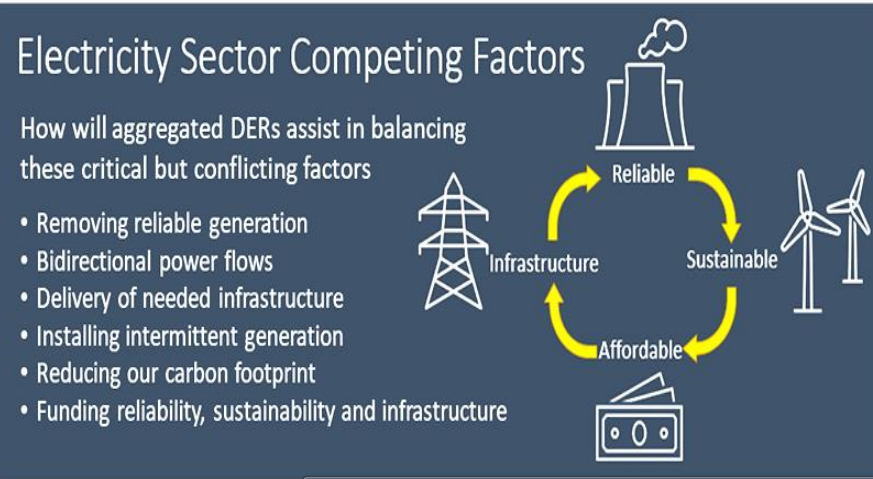 Electricity Sector Competing Factors
How will aggregated DERs assist in balancing
these critical but conflicting factors
• Removing reliable generation
• Bidirectional power flows
• Delivery of needed infrastructure
• Installing intermittent generation
• Reducing our carbon footprint
• Funding reliability, sustainability and infrastructure
Reliable
Infrastructure
Sustainable
Affordable